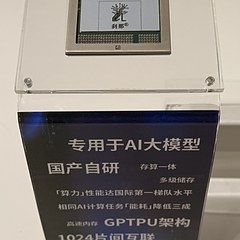 专用于AI大模型
国产自研 存算一体
多级储存
「算力」性能达国际第一梯队水平
相同AI计算任务「能耗」降低三成
高速内存 GPTPU架构
1024片间互联